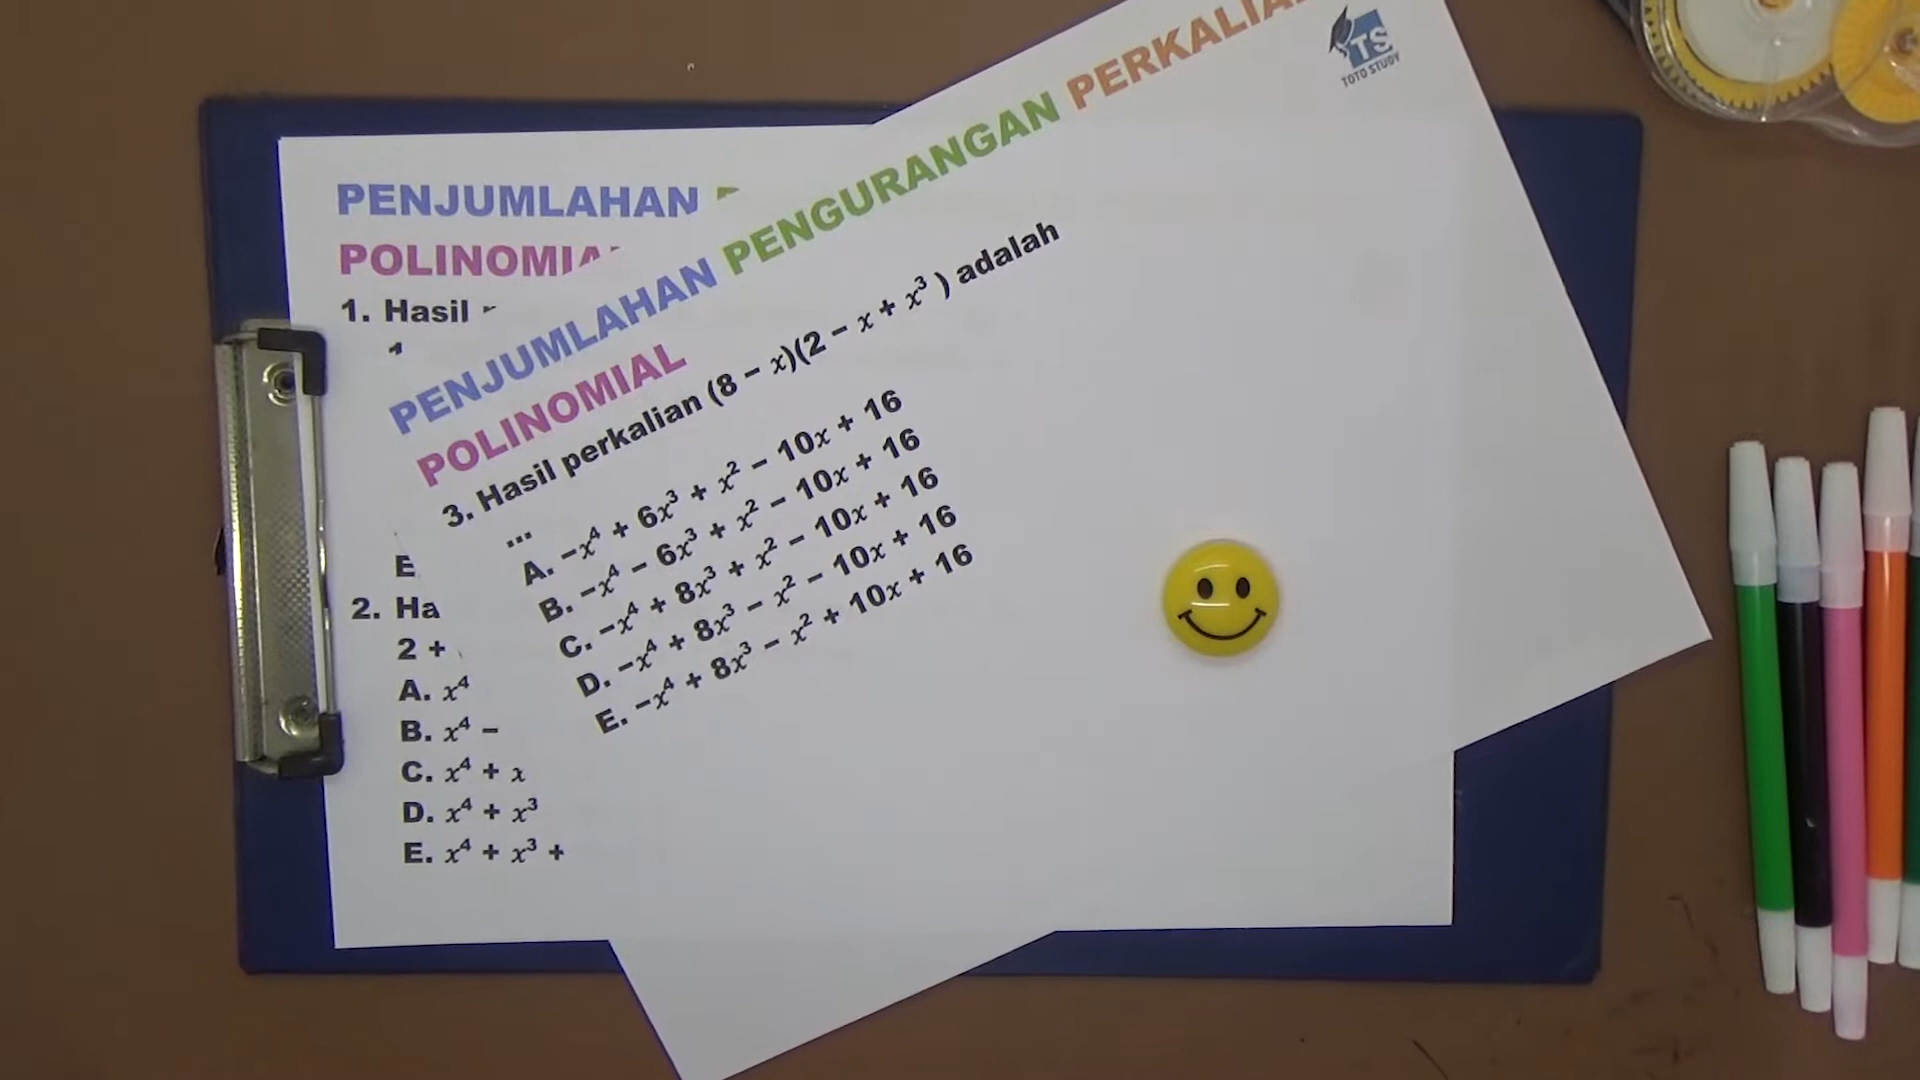 PENJUMLAHAN
POLINOMIA
1. Hasil
E
2. Ha
2 +
A. x⁴
B. x⁴ −
C. x⁴ + x
D. x⁴ + x³
E. x⁴ + x³ +
PENJUMLAHAN PENGURANGAN PERKALIA
POLINOMIAL
3. Hasil perkalian (8 − x)(2 − x + x³ ) adalah
...
A. −x⁴ + 6x³ + x² − 10x + 16
B. −x⁴ − 6x³ + x² − 10x + 16
C. −x⁴ + 8x³ + x² − 10x + 16
D. −x⁴ + 8x³ − x² − 10x + 16
E. −x⁴ + 8x³ − x² + 10x + 16
TS
TOTO STUDY